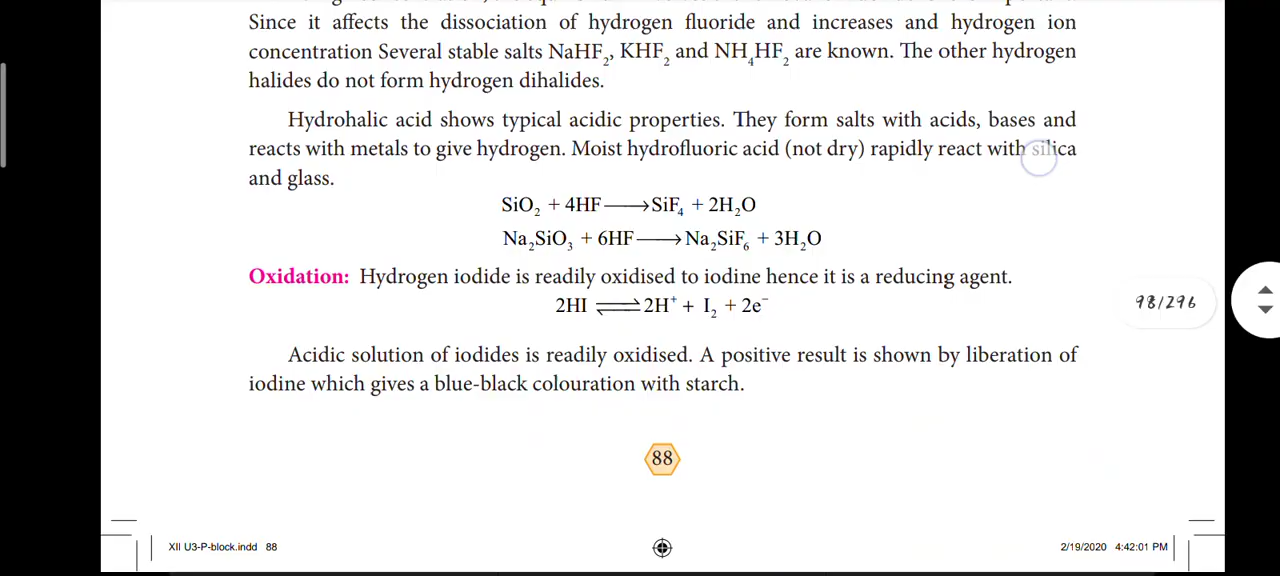 Since it affects the dissociation of hydrogen fluoride and increases and hydrogen ion
concentration Several stable salts NaHF₂, KHF₂ and NH₄HF₂ are known. The other hydrogen
halides do not form hydrogen dihalides.
Hydrohalic acid shows typical acidic properties. They form salts with acids, bases and
reacts with metals to give hydrogen. Moist hydrofluoric acid (not dry) rapidly react with silica
and glass.
SiO₂ + 4HF ⟶ SiF₄ + 2H₂O
Na₂SiO₃ + 6HF ⟶ Na₂SiF₆ + 3H₂O
Oxidation: Hydrogen iodide is readily oxidised to iodine hence it is a reducing agent.
98/296
2HI ⇌ 2H⁺ + I₂ + 2e⁻
Acidic solution of iodides is readily oxidised. A positive result is shown by liberation of
iodine which gives a blue-black colouration with starch.
88
XII U3-P-block.indd 88 2/19/2020 4:42:01 PM